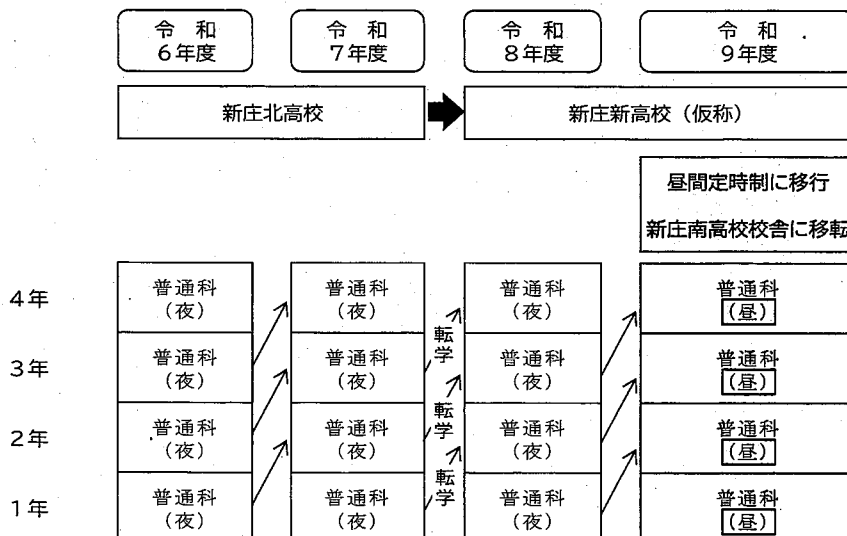 令和
6年度
令和
7年度
令和
8年度
令和
9年度
新庄北高校
新庄新高校（仮称）
昼間定時制に移行
新庄南高校校舎に移転
4年
普通科
（夜）
普通科
（夜）
転学
普通科
（夜）
普通科
（昼）
3年
普通科
（夜）
普通科
（夜）
転学
普通科
（夜）
普通科
（昼）
2年
普通科
（夜）
普通科
（夜）
転学
普通科
（夜）
普通科
（昼）
1年
普通科
（夜）
普通科
（夜）
普通科
（夜）
普通科
（昼）